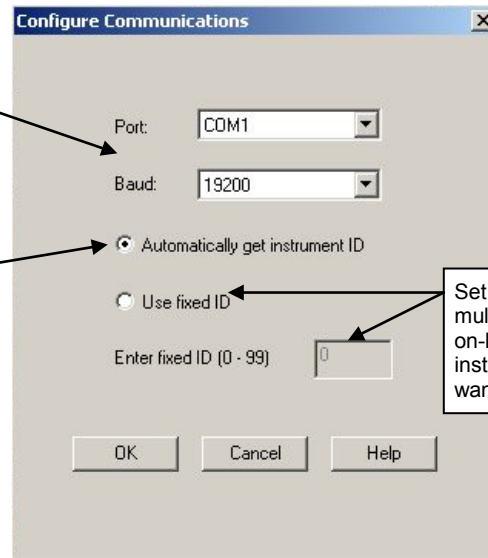 Configure Communications
Port:
COM1
Baud:
19200
Automatically get instrument ID
Use fixed ID
Enter fixed ID (0 - 99)
0
Set
on-
inst
OK
Cancel
Help